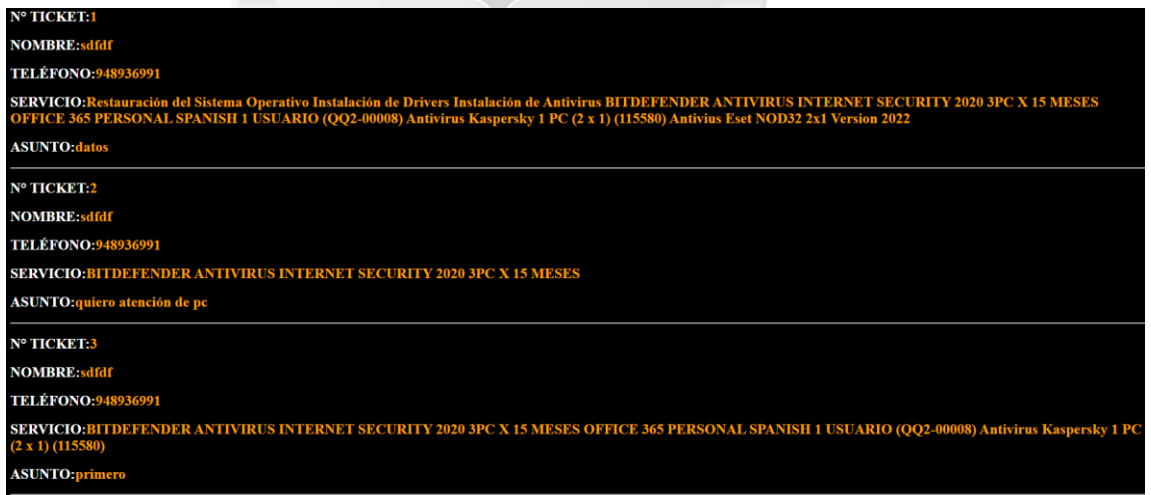 N° TICKET:1
NOMBRE:sdfdf
TELÉFONO:948936991
SERVICIO:Restauración del Sistema Operativo Instalación de Drivers Instalación de Antivirus BITDEFENDER ANTIVIRUS INTERNET SECURITY 2020 3PC X 15 MESES
OFFICE 365 PERSONAL SPANISH 1 USUARIO (QQ2-00008) Antivirus Kaspersky 1 PC (2 x 1) (115580) Antivius Eset NOD32 2x1 Version 2022
ASUNTO:datos
N° TICKET:2
NOMBRE:sdfdf
TELÉFONO:948936991
SERVICIO:BITDEFENDER ANTIVIRUS INTERNET SECURITY 2020 3PC X 15 MESES
ASUNTO:quiero atención de pc
N° TICKET:3
NOMBRE:sdfdf
TELÉFONO:948936991
SERVICIO:BITDEFENDER ANTIVIRUS INTERNET SECURITY 2020 3PC X 15 MESES OFFICE 365 PERSONAL SPANISH 1 USUARIO (QQ2-00008) Antivirus Kaspersky 1 PC
(2 x 1) (115580)
ASUNTO:primero